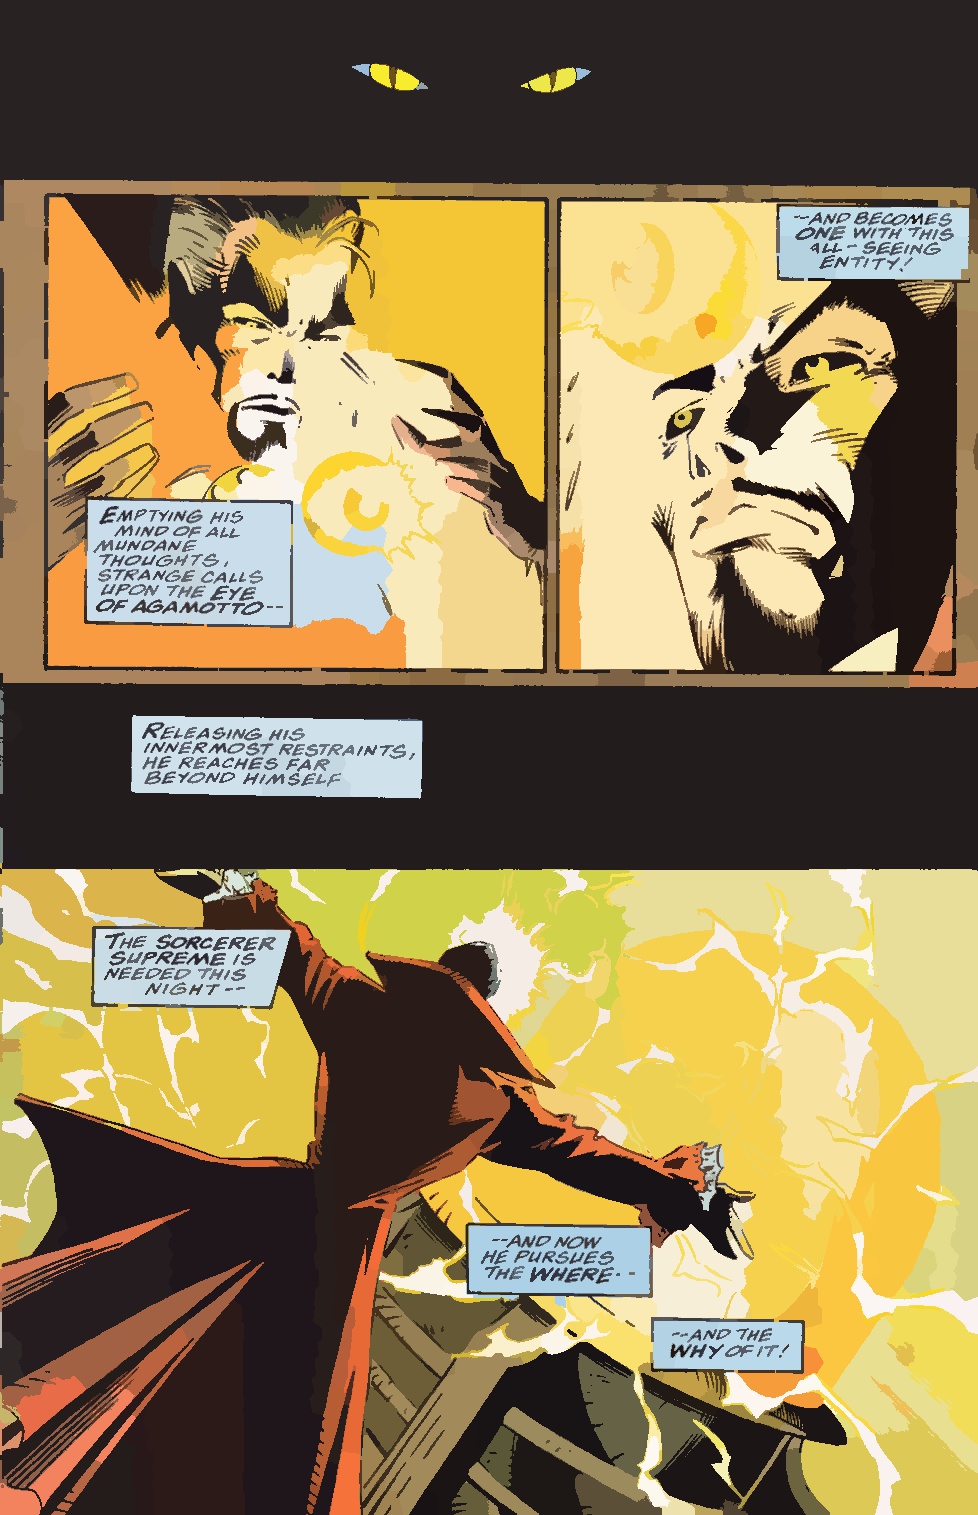 EMPTYING HIS
MIND OF ALL
MUNDANE
THOUGHTS,
STRANGE CALLS
UPON THE EYE
OF AGAMOTTO--
--AND BECOMES
ONE WITH THIS
ALL-SEEING
ENTITY!
RELEASING HIS
INNERMOST RESTRAINTS,
HE REACHES FAR
BEYOND HIMSELF
THE SORCERER
SUPREME IS
NEEDED THIS
NIGHT--
--AND NOW
HE PURSUES
THE WHERE--
--AND THE
WHY OF IT!